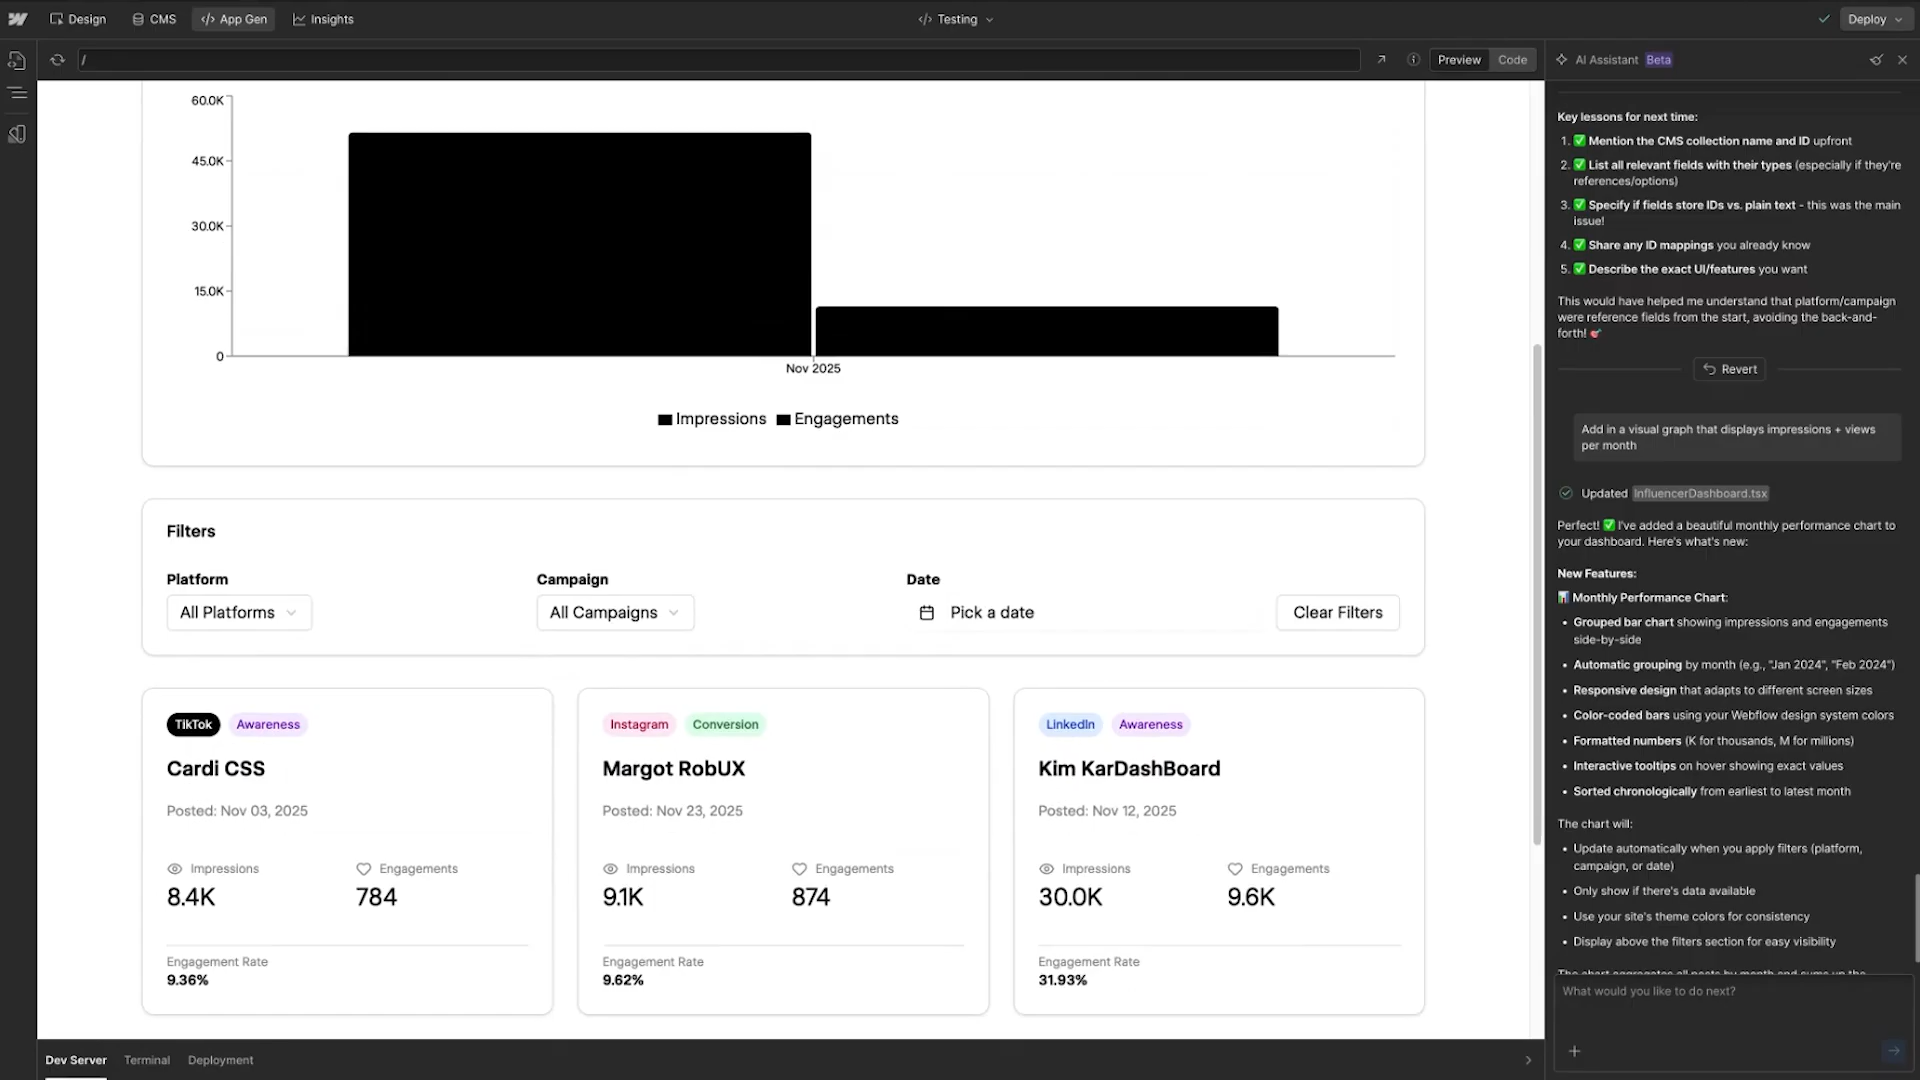 Design
CMS
</> App Gen
Insights
</> Testing
Deploy
/
Preview
Code
AI Assistant Beta
60.0K
45.0K
30.0K
15.0K
0
Nov 2025
Impressions
Engagements
Filters
Platform
Campaign
Date
All Platforms
All Campaigns
Pick a date
Clear Filters
TikTok
Awareness
Cardi CSS
Posted: Nov 03, 2025
Impressions
Engagements
8.4K
784
Engagement Rate
9.36%
Instagram
Conversion
Margot RobUX
Posted: Nov 23, 2025
Impressions
Engagements
9.1K
874
Engagement Rate
9.62%
LinkedIn
Awareness
Kim KarDashBoard
Posted: Nov 12, 2025
Impressions
Engagements
30.0K
9.6K
Engagement Rate
31.93%
Key lessons for next time:
1. ✅ Mention the CMS collection name and ID upfront
2. ✅ List all relevant fields with their types (especially if they're
references/options)
3. ✅ Specify if fields store IDs vs. plain text - this was the main
issue!
4. ✅ Share any ID mappings you already know
5. ✅ Describe the exact UI/features you want
This would have helped me understand that platform/campaign
were reference fields from the start, avoiding the back-and-
forth! 🎯
Revert
Add in a visual graph that displays impressions + views
per month
Updated InfluencerDashboard.tsx
Perfect! ✅ I've added a beautiful monthly performance chart to
your dashboard. Here's what's new:
New Features:
📊 Monthly Performance Chart:
• Grouped bar chart showing impressions and engagements
side-by-side
• Automatic grouping by month (e.g., "Jan 2024", "Feb 2024")
• Responsive design that adapts to different screen sizes
• Color-coded bars using your Webflow design system colors
• Formatted numbers (K for thousands, M for millions)
• Interactive tooltips on hover showing exact values
• Sorted chronologically from earliest to latest month
The chart will:
• Update automatically when you apply filters (platform,
campaign, or date)
• Only show if there's data available
• Use your site's theme colors for consistency
• Display above the filters section for easy visibility
The chart aggregates all posts by month and sums up the
What would you like to do next?
Dev Server
Terminal
Deployment